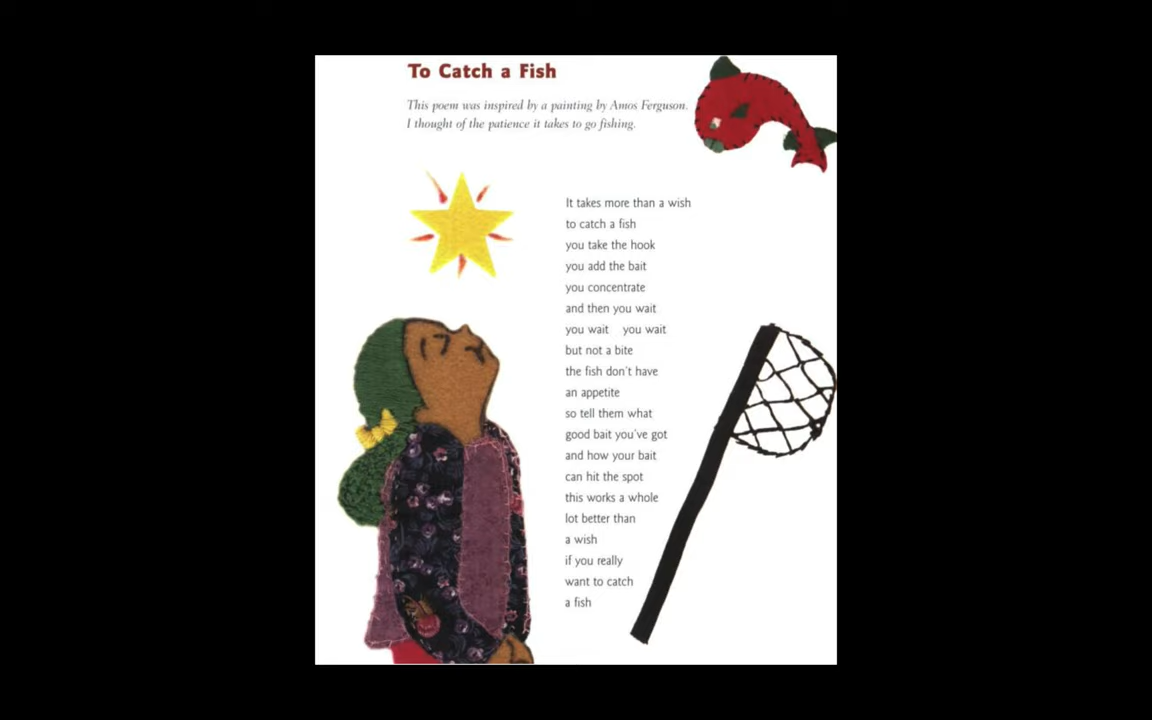 To Catch a Fish
This poem was inspired by a painting by Amos Ferguson.
I thought of the patience it takes to go fishing.
It takes more than a wish
to catch a fish
you take the hook
you add the bait
you concentrate
and then you wait
you wait   you wait
but not a bite
the fish don't have
an appetite
so tell them what
good bait you've got
and how your bait
can hit the spot
this works a whole
lot better than
a wish
if you really
want to catch
a fish